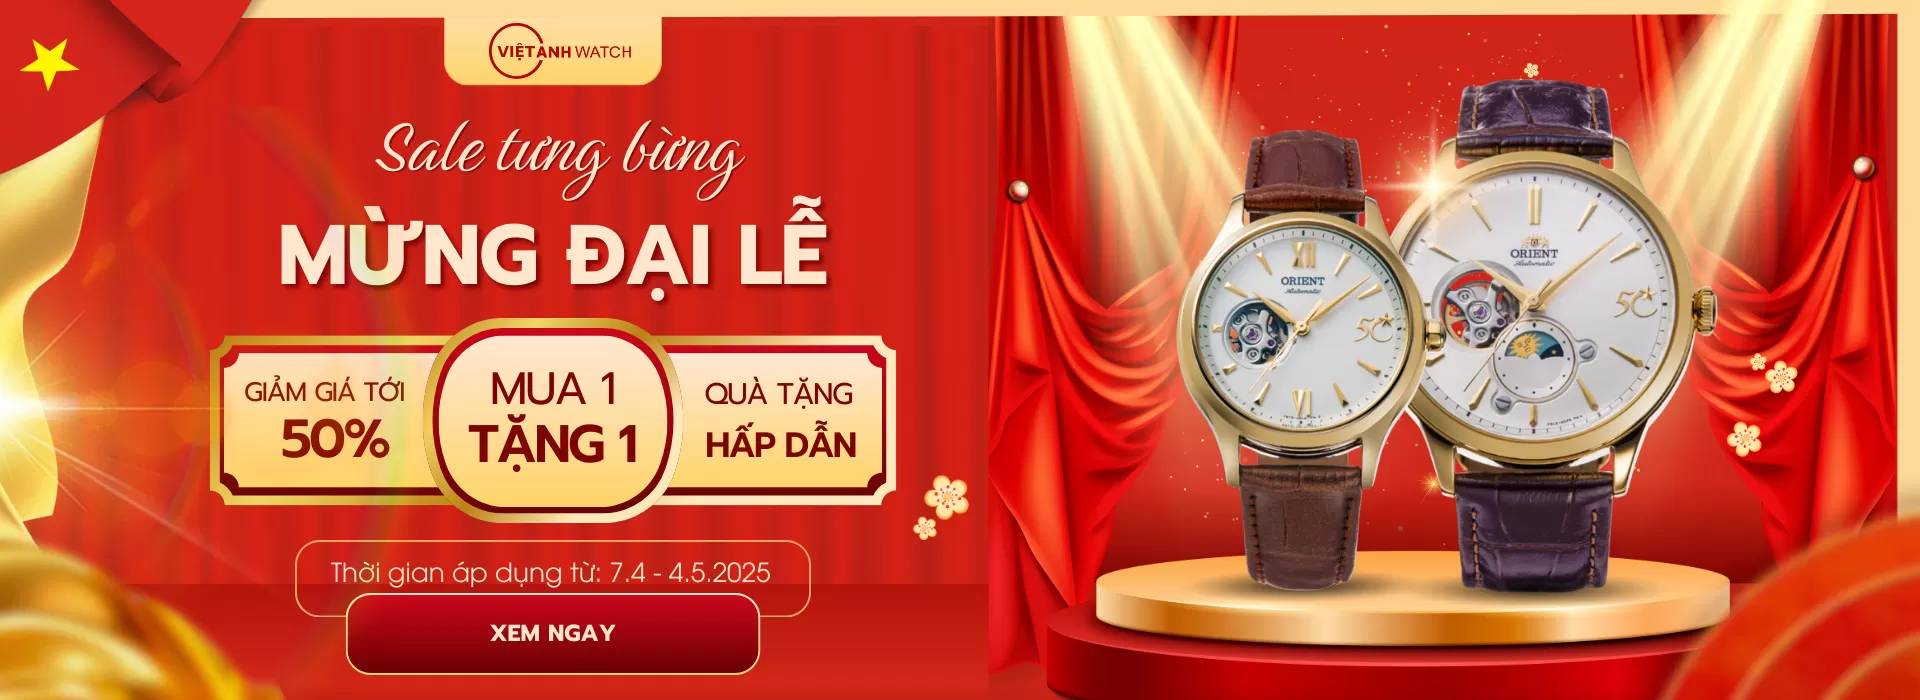 VIỆT ANH WATCH
Sale tưng bừng
MỪNG ĐẠI LỄ
GIẢM GIÁ TỚI
50%
MUA 1
TẶNG 1
QUÀ TẶNG
HẤP DẪN
Thời gian áp dụng từ: 7.4 - 4.5.2025
XEM NGAY
XII
ORIENT
Automatic
50
VI
ORIENT
Automatic
50